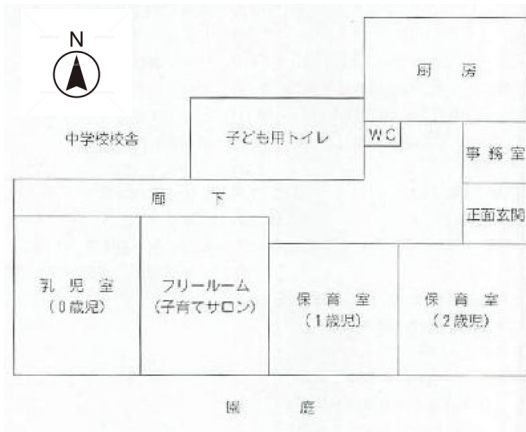 N
厨房
中学校校舎
子ども用トイレ
WC
事務室
廊下
正面玄関
乳児室
(0歳児)
フリールーム
(子育てサロン)
保育室
(1歳児)
保育室
(2歳児)
園庭